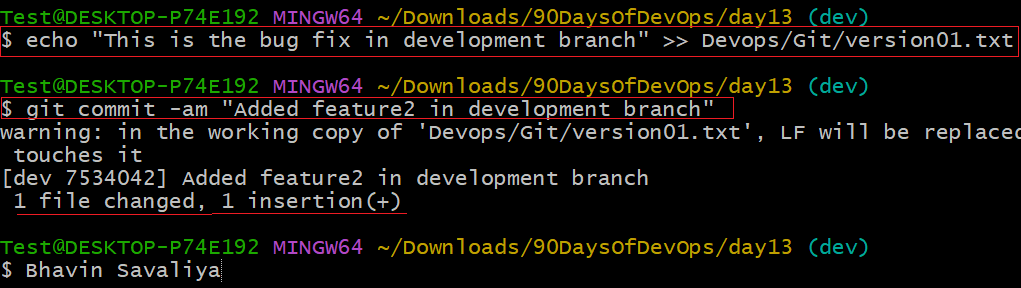 Test@DESKTOP-P74E192 MINGW64 ~/Downloads/90DaysOfDevOps/day13 (dev)
$ echo "This is the bug fix in development branch" >> Devops/Git/version01.txt
Test@DESKTOP-P74E192 MINGW64 ~/Downloads/90DaysOfDevOps/day13 (dev)
$ git commit -am "Added feature2 in development branch"
warning: in the working copy of 'Devops/Git/version01.txt', LF will be replaced
touches it
[dev 7534042] Added feature2 in development branch
1 file changed, 1 insertion(+)
Test@DESKTOP-P74E192 MINGW64 ~/Downloads/90DaysOfDevOps/day13 (dev)
$ Bhavin Savaliya